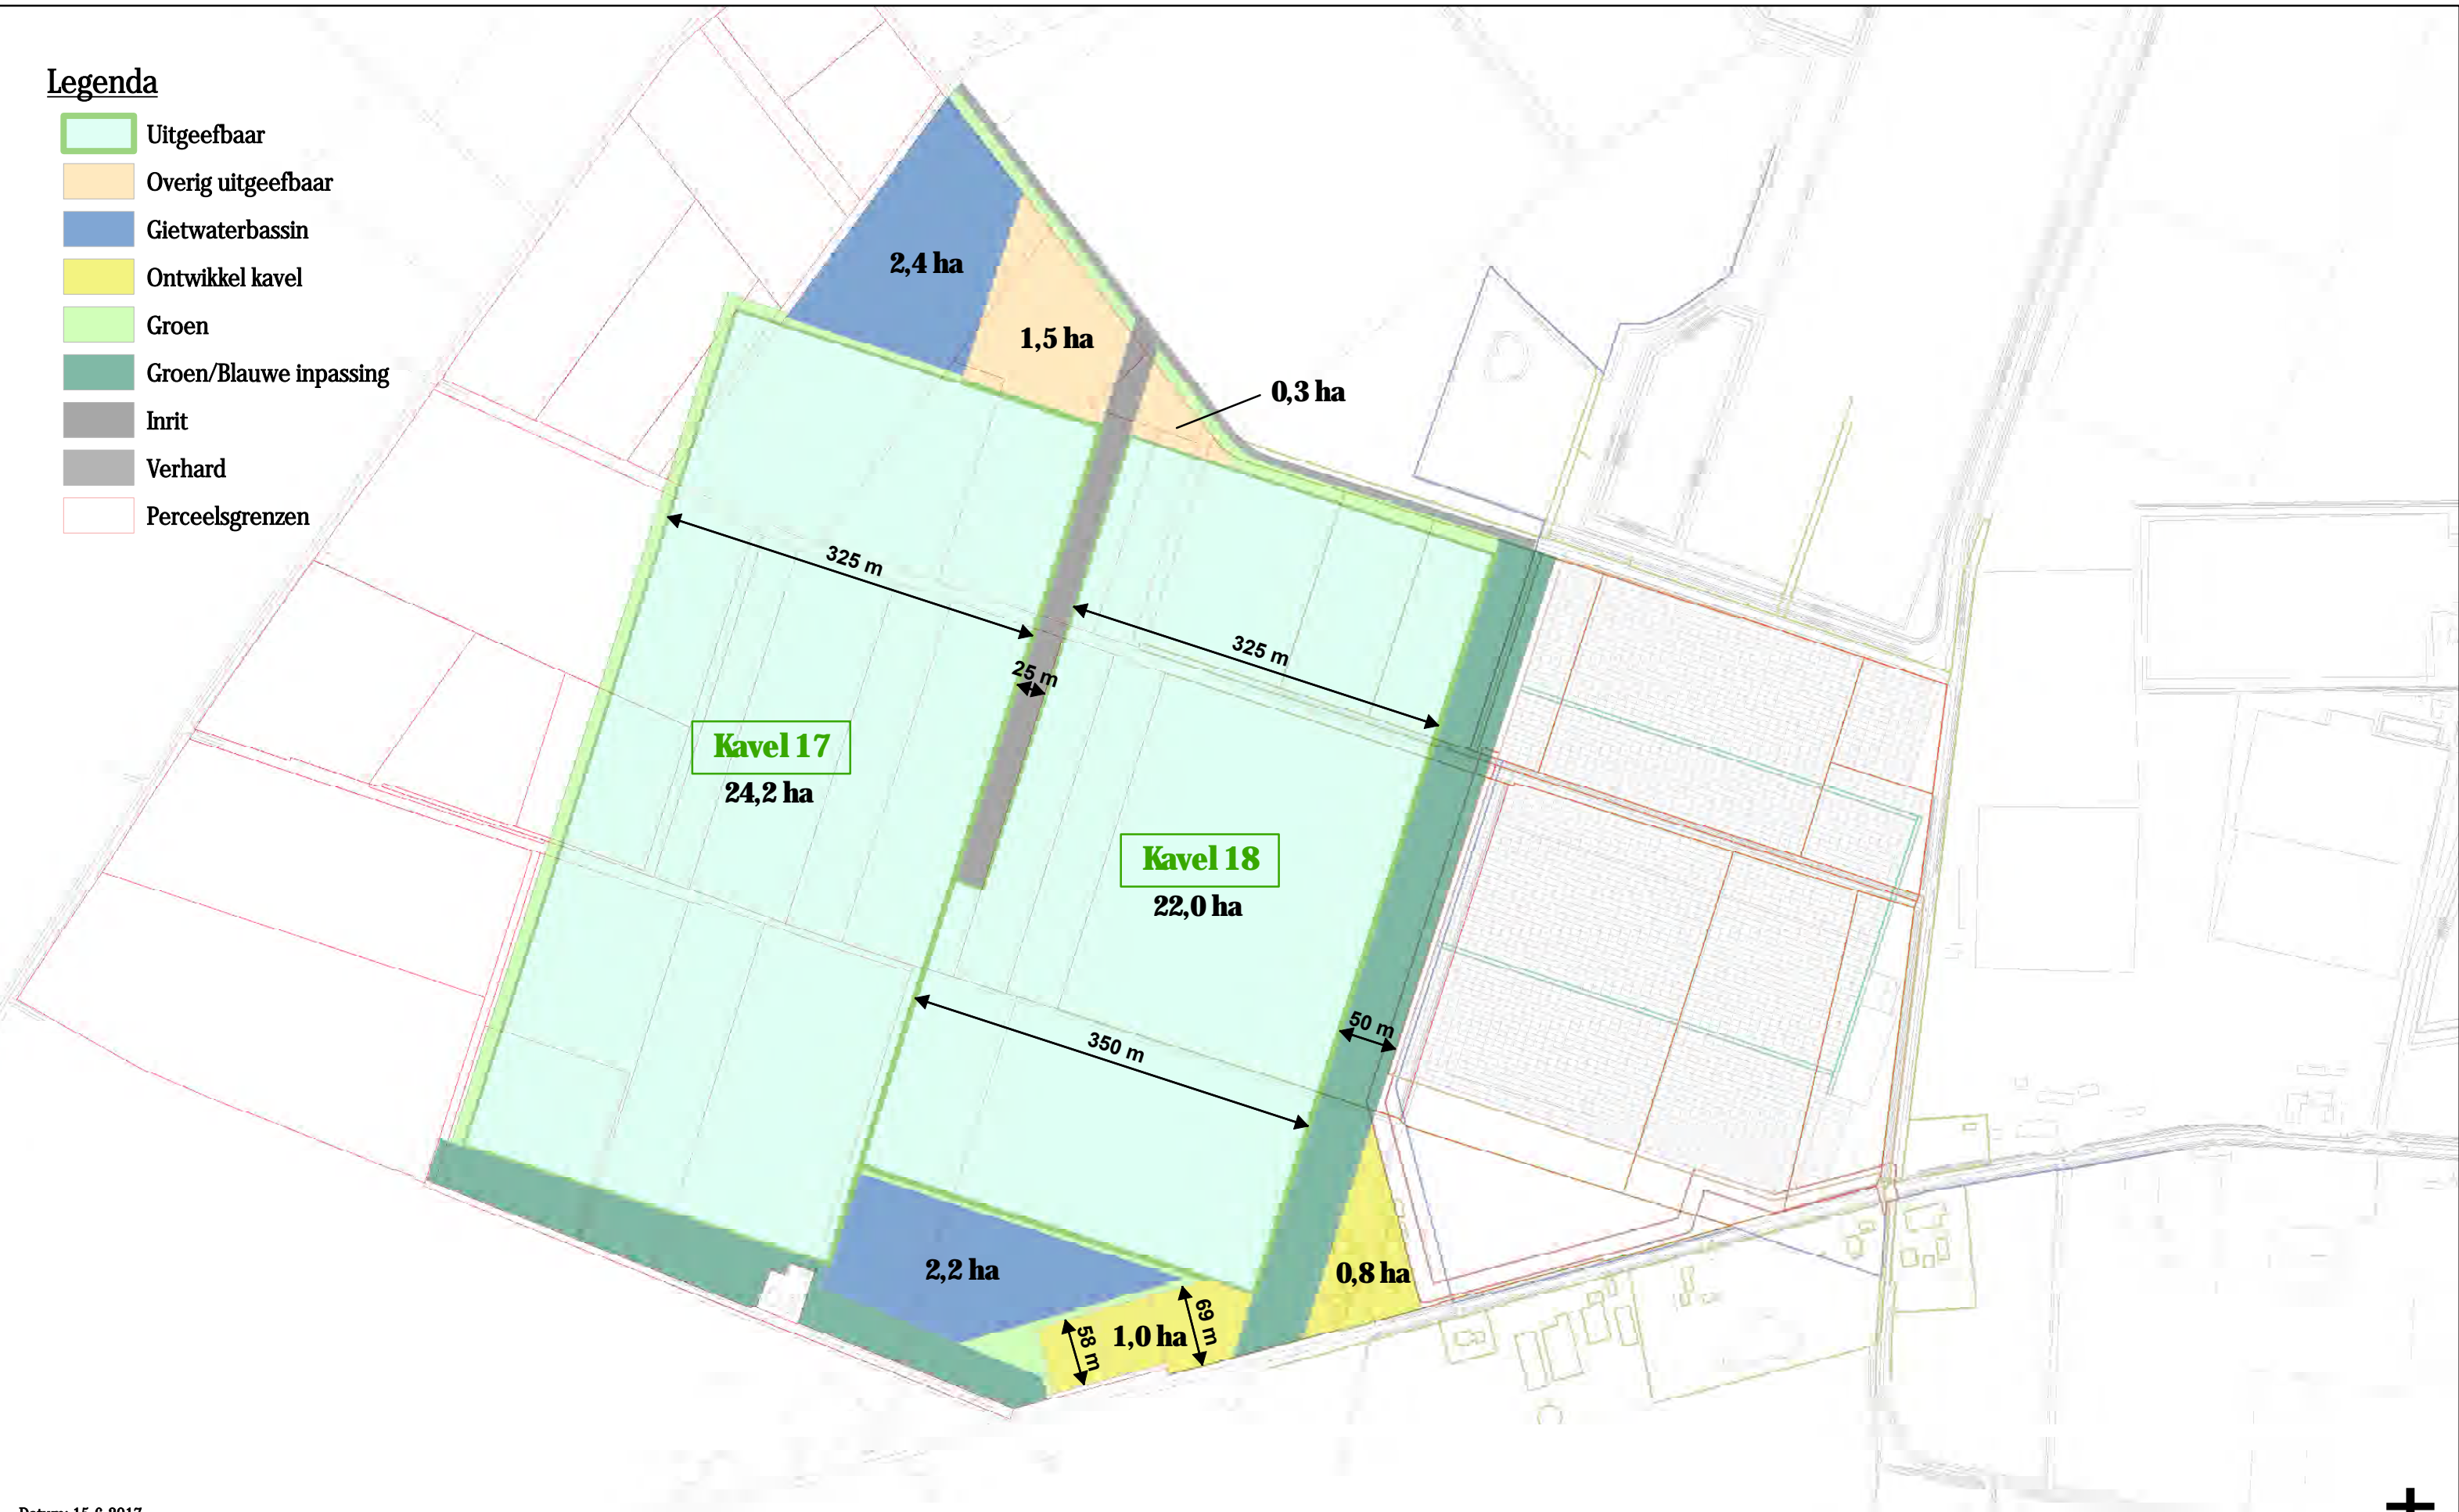 Legenda
Uitgeefbaar
Overig uitgeefbaar
Gietwaterbassin
Ontwikkel kavel
Groen
Groen/Blauwe inpassing
Inrit
Verhard
Perceelsgrenzen
2,4 ha
1,5 ha
0,3 ha
325 m
325 m
25 m
Kavel 17
24,2 ha
Kavel 18
22,0 ha
350 m
50 m
2,2 ha
0,8 ha
69 m
58 m
1,0 ha